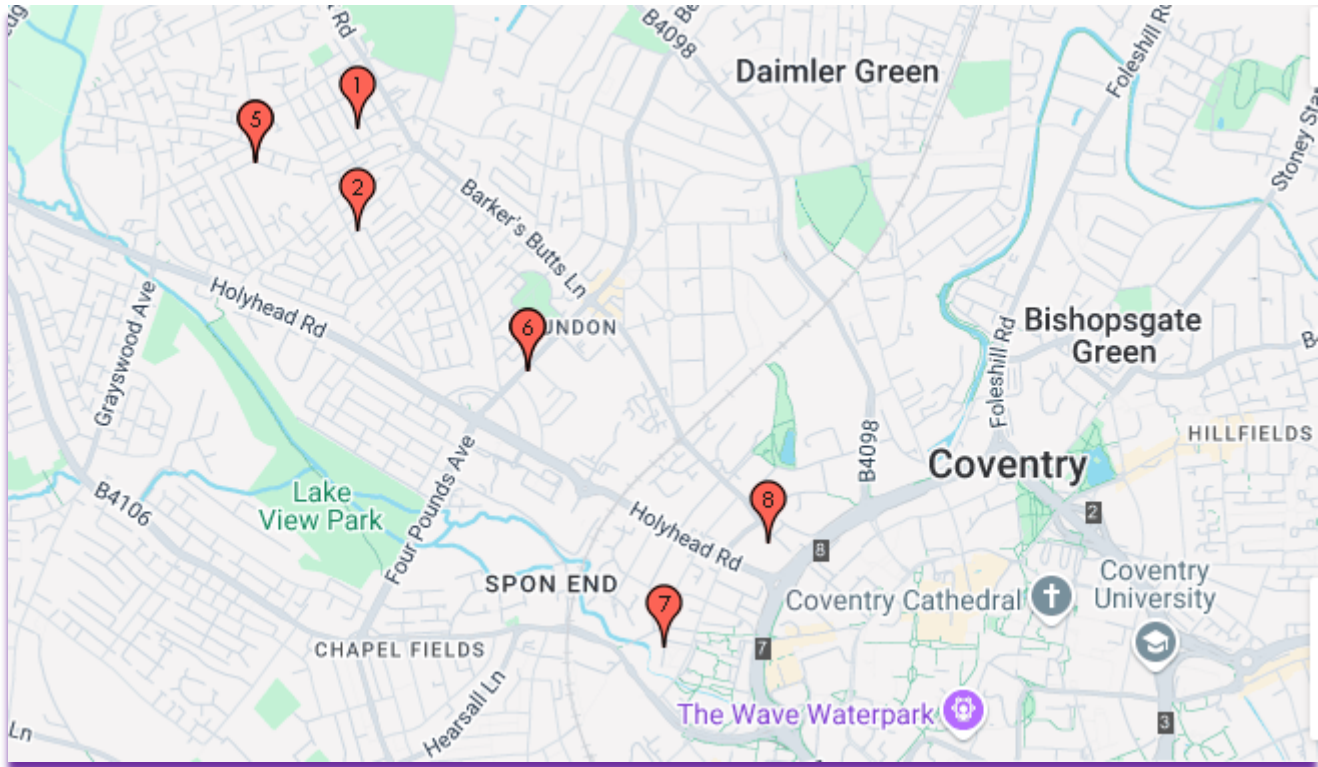 Rd
B4098
Daimler Green
Foleshill Rd
Stoney Sta
1
5
2
Barker's Butts Ln
Holyhead Rd
Grayswood Ave
6
UNDON
Bishopsgate
Green
Foleshill Rd
HILLFIELDS
B4098
Coventry
B4106
Lake
View Park
Four Pounds Ave
8
Holyhead Rd
2
8
SPON END
Coventry
University
Coventry Cathedral
7
7
CHAPEL FIELDS
Hearsall Ln
The Wave Waterpark
3
Ln